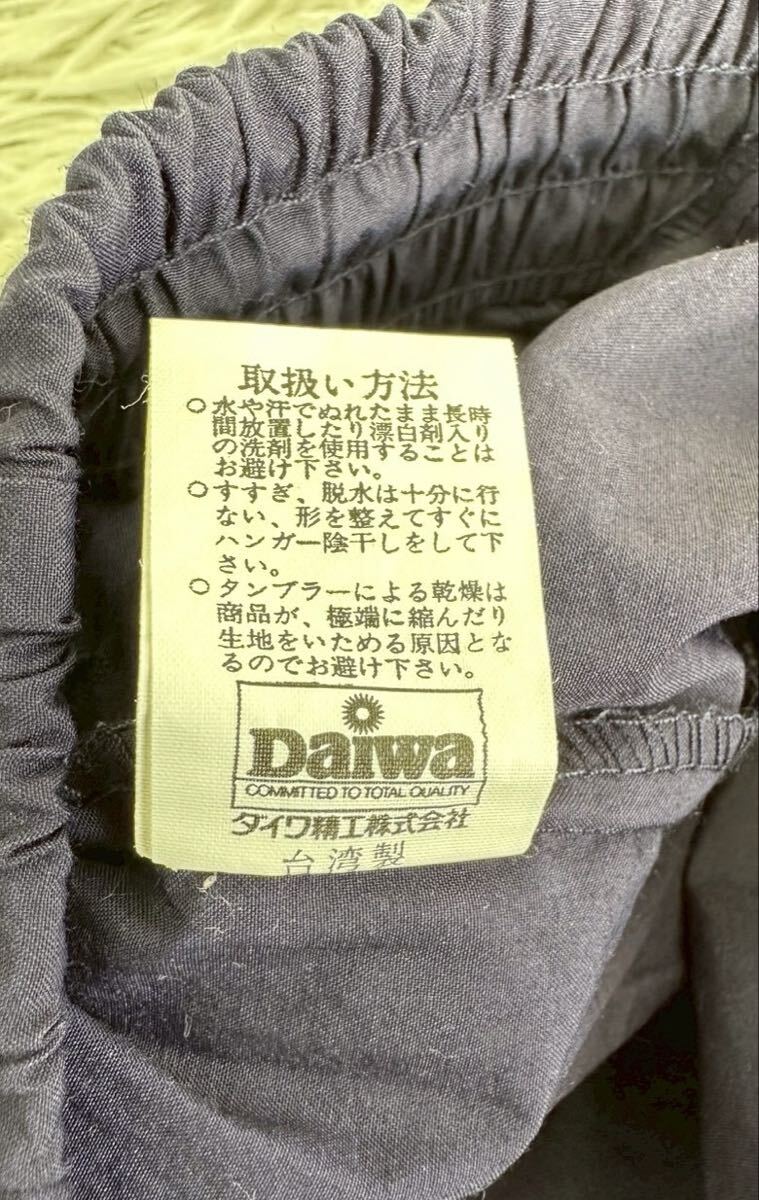 取扱い方法
○水や汗でぬれたまま長時
間放置したり漂白剤入り
の洗剤を使用することは
お避け下さい。
○すすぎ、脱水は十分に行
ない、形を整えてすぐに
ハンガー陰干しをして下
さい。
○タンブラーによる乾燥は
商品が、極端に縮んだり
生地をいためる原因とな
るのでお避け下さい。
Daiwa
COMMITTED TO TOTAL QUALITY
ダイワ精工株式会社
台湾製